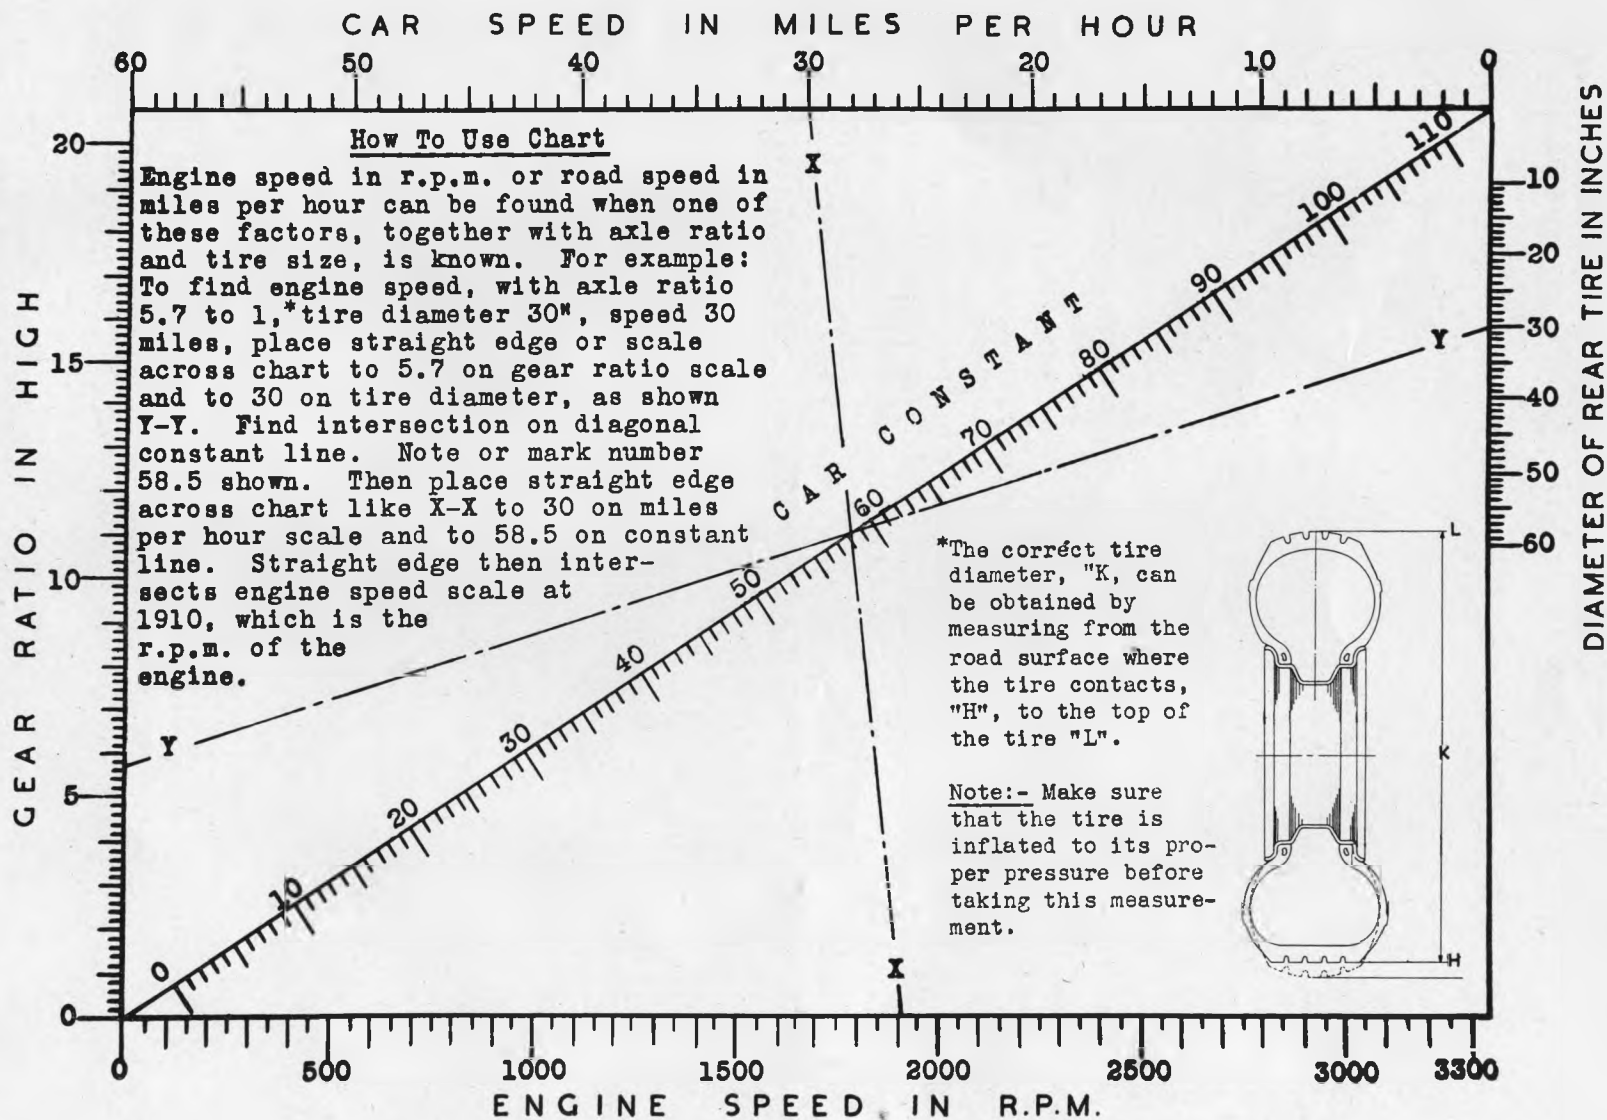 CAR SPEED IN MILES PER HOUR
60 50 40 30 20 10 0
How To Use Chart
Engine speed in r.p.m. or road speed in
miles per hour can be found when one of
these factors, together with axle ratio
and tire size, is known. For example:
To find engine speed, with axle ratio
5.7 to 1,*tire diameter 30", speed 30
miles, place straight edge or scale
across chart to 5.7 on gear ratio scale
and to 30 on tire diameter, as shown
Y-Y. Find intersection on diagonal
constant line. Note or mark number
58.5 shown. Then place straight edge
across chart like X-X to 30 on miles
per hour scale and to 58.5 on constant
line. Straight edge then inter-
sects engine speed scale at
1910, which is the
r.p.m. of the
engine.
GEAR RATIO IN HIGH
20
15
10
5
0
X
X
Y
Y
CAR CONSTANT
0 10 20 30 40 50 60 70 80 90 100 110
DIAMETER OF REAR TIRE IN INCHES
10
20
30
40
50
60
*The correct tire
diameter, "K, can
be obtained by
measuring from the
road surface where
the tire contacts,
"H", to the top of
the tire "L".
Note:- Make sure
that the tire is
inflated to its pro-
per pressure before
taking this measure-
ment.
L
K
H
0 500 1000 1500 2000 2500 3000 3300
ENGINE SPEED IN R.P.M.